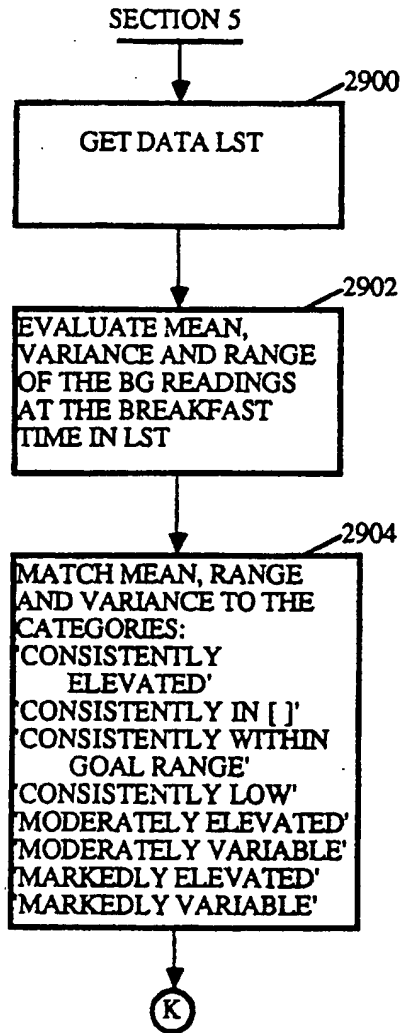 SECTION 5
2900
GET DATA LST
2902
EVALUATE MEAN,
VARIANCE AND RANGE
OF THE BG READINGS
AT THE BREAKFAST
TIME IN LST
2904
MATCH MEAN, RANGE
AND VARIANCE TO THE
CATEGORIES:
'CONSISTENTLY
ELEVATED'
'CONSISTENTLY IN [ ]'
'CONSISTENTLY WITHIN
GOAL RANGE'
'CONSISTENTLY LOW'
'MODERATELY ELEVATED'
'MODERATELY VARIABLE'
'MARKEDLY ELEVATED'
'MARKEDLY VARIABLE'
K